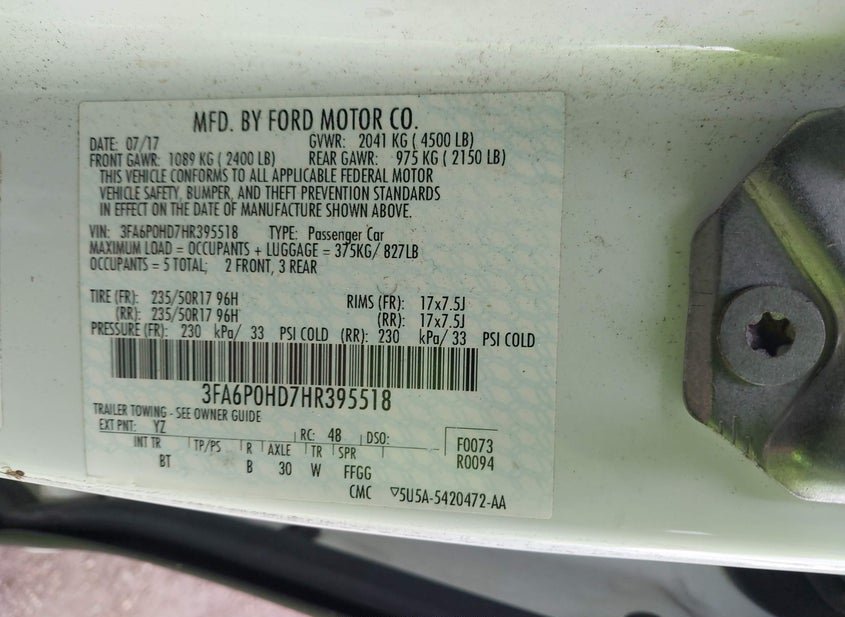 MFD. BY FORD MOTOR CO.
DATE: 07/17 GVWR: 2041 KG ( 4500 LB)
FRONT GAWR: 1089 KG ( 2400 LB) REAR GAWR: 975 KG ( 2150 LB)
THIS VEHICLE CONFORMS TO ALL APPLICABLE FEDERAL MOTOR
VEHICLE SAFETY, BUMPER, AND THEFT PREVENTION STANDARDS
IN EFFECT ON THE DATE OF MANUFACTURE SHOWN ABOVE.
VIN: 3FA6P0HD7HR395518 TYPE: Passenger Car
MAXIMUM LOAD = OCCUPANTS + LUGGAGE = 375KG/ 827LB
OCCUPANTS = 5 TOTAL; 2 FRONT, 3 REAR
TIRE (FR): 235/50R17 96H RIMS (FR): 17x7.5J
(RR): 235/50R17 96H (RR): 17x7.5J
PRESSURE (FR): 230 kPa/ 33 PSI COLD (RR): 230 kPa/ 33 PSI COLD
3FA6P0HD7HR395518
TRAILER TOWING - SEE OWNER GUIDE
EXT PNT: YZ RC: 48 DSO: F0073
INT TR TP/PS R AXLE TR SPR R0094
BT B 30 W FFGG
CMC ▽5U5A-5420472-AA